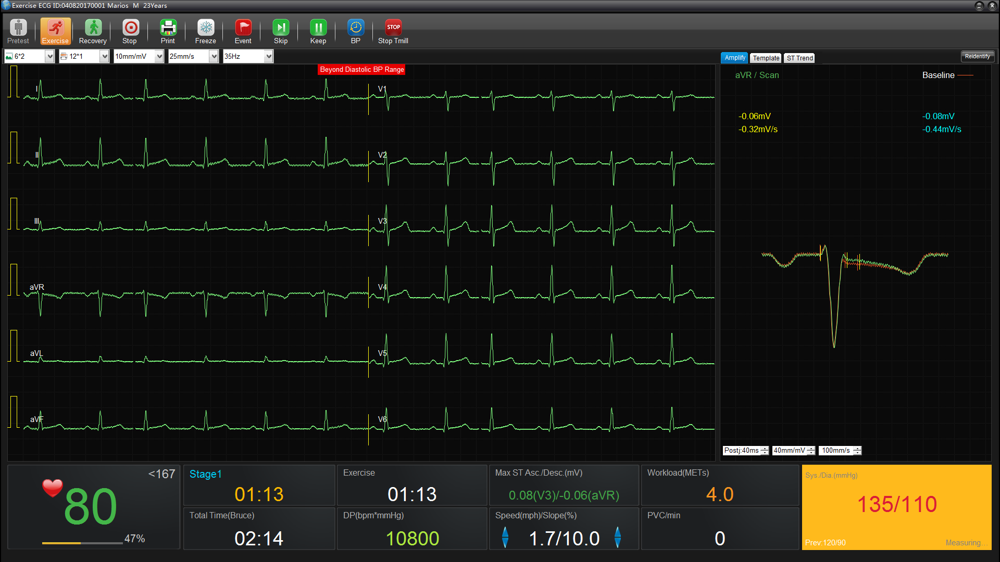 Exercise ECG ID:040820170001 Marios M 23Years
Pretest Exercise Recovery Stop Print Freeze Event Skip Keep BP STOP Stop Tmill
6*2 12*1 10mm/mV 25mm/s 35Hz
Amplify Template ST Trend Reidentify
Beyond Diastolic BP Range
aVR / Scan Baseline
-0.06mV -0.08mV
-0.32mV/s -0.44mV/s
I V1
II V2
III V3
aVR V4
aVL V5
aVF V6
Postj:40ms 40mm/mV 100mm/s
<167
80
47%
Stage1
01:13
Total Time(Bruce)
02:14
Exercise
01:13
DP(bpm*mmHg)
10800
Max ST Asc./Desc.(mV)
0.08(V3)/-0.06(aVR)
Speed(mph)/Slope(%)
1.7/10.0
Workload(METs)
4.0
PVC/min
0
Sys./Dia.(mmHg)
135/110
Prev:120/90 Measuring...